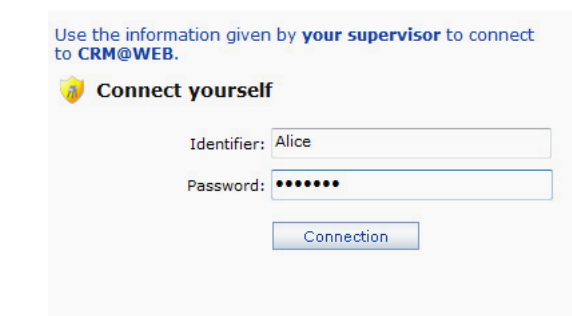 Use the information given by your supervisor to connect
to CRM@WEB.
Connect yourself
Identifier: Alice
Password: •••••••
Connection